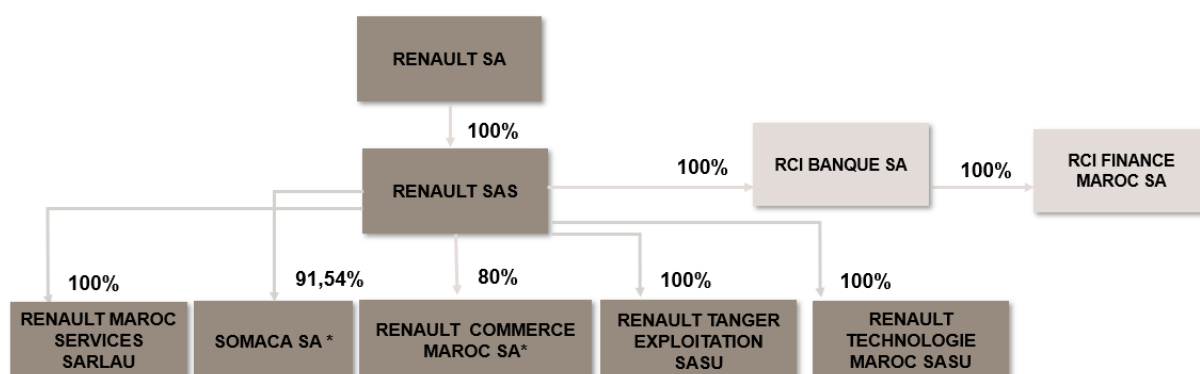 RENAULT SA
100%
RENAULT SAS
100%
RCI BANQUE SA
100%
RCI FINANCE
MAROC SA
100%
91,54%
80%
100%
100%
RENAULT MAROC
SERVICES
SARLAU
SOMACA SA *
RENAULT COMMERCE
MAROC SA*
RENAULT TANGER
EXPLOITATION
SASU
RENAULT
TECHNOLOGIE
MAROC SASU